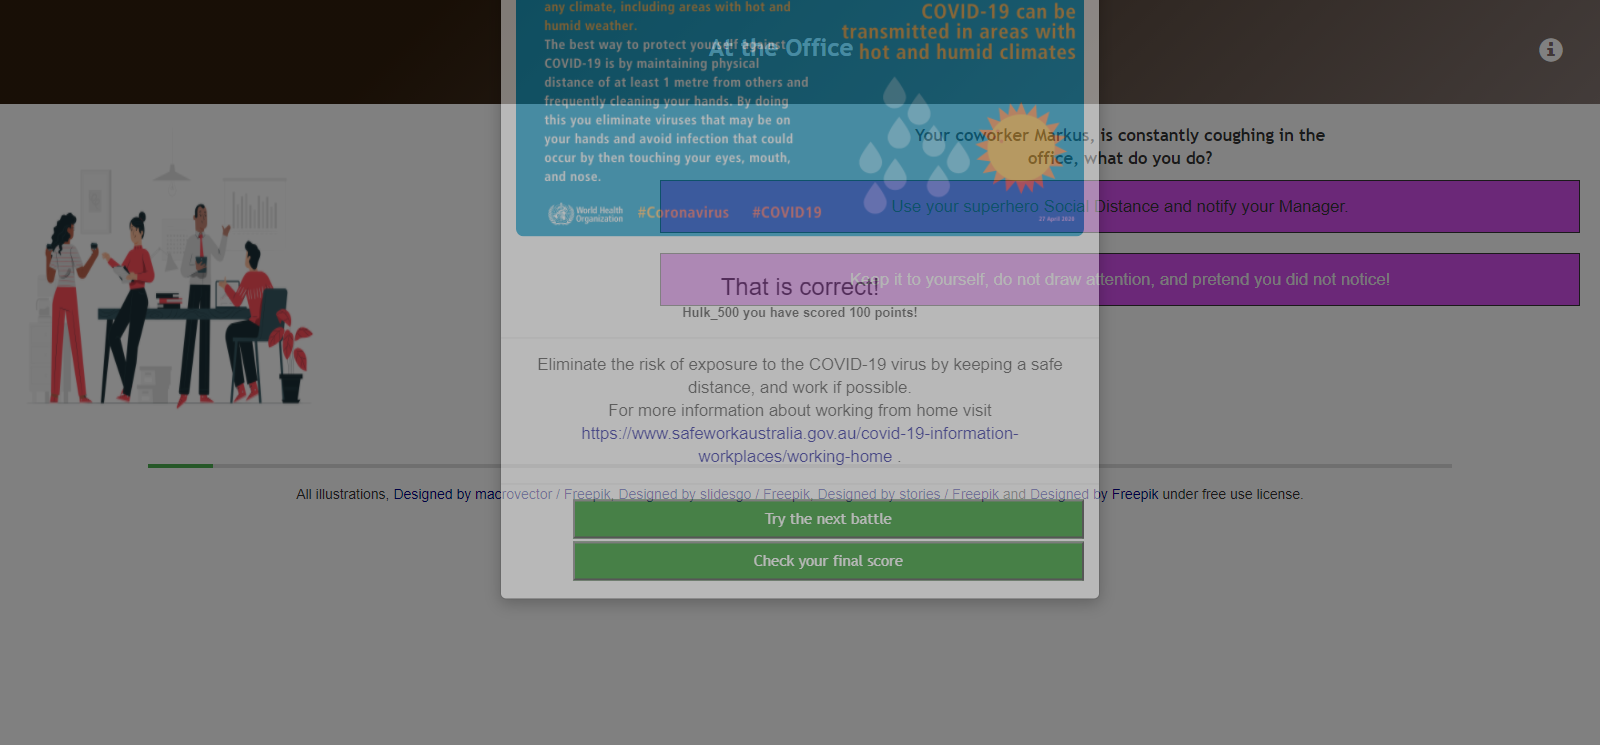 any climate, including areas with hot and
humid weather.
The best way to protect yourself against
COVID-19 is by maintaining physical
distance of at least 1 metre from others and
frequently cleaning your hands. By doing
this you eliminate viruses that may be on
your hands and avoid infection that could
occur by then touching your eyes, mouth,
and nose.
COVID-19 can be
transmitted in areas with
hot and humid climates
At the Office
World Health
Organization
#Coronavirus #COVID19
27 April 2020
Your coworker Markus, is constantly coughing in the
office, what do you do?
Use your superhero Social Distance and notify your Manager.
Keep it to yourself, do not draw attention, and pretend you did not notice!
That is correct!
Hulk_500 you have scored 100 points!
Eliminate the risk of exposure to the COVID-19 virus by keeping a safe
distance, and work if possible.
For more information about working from home visit
https://www.safeworkaustralia.gov.au/covid-19-information-
workplaces/working-home .
All illustrations, Designed by macrovector / Freepik, Designed by slidesgo / Freepik, Designed by stories / Freepik and Designed by Freepik under free use license.
Try the next battle
Check your final score